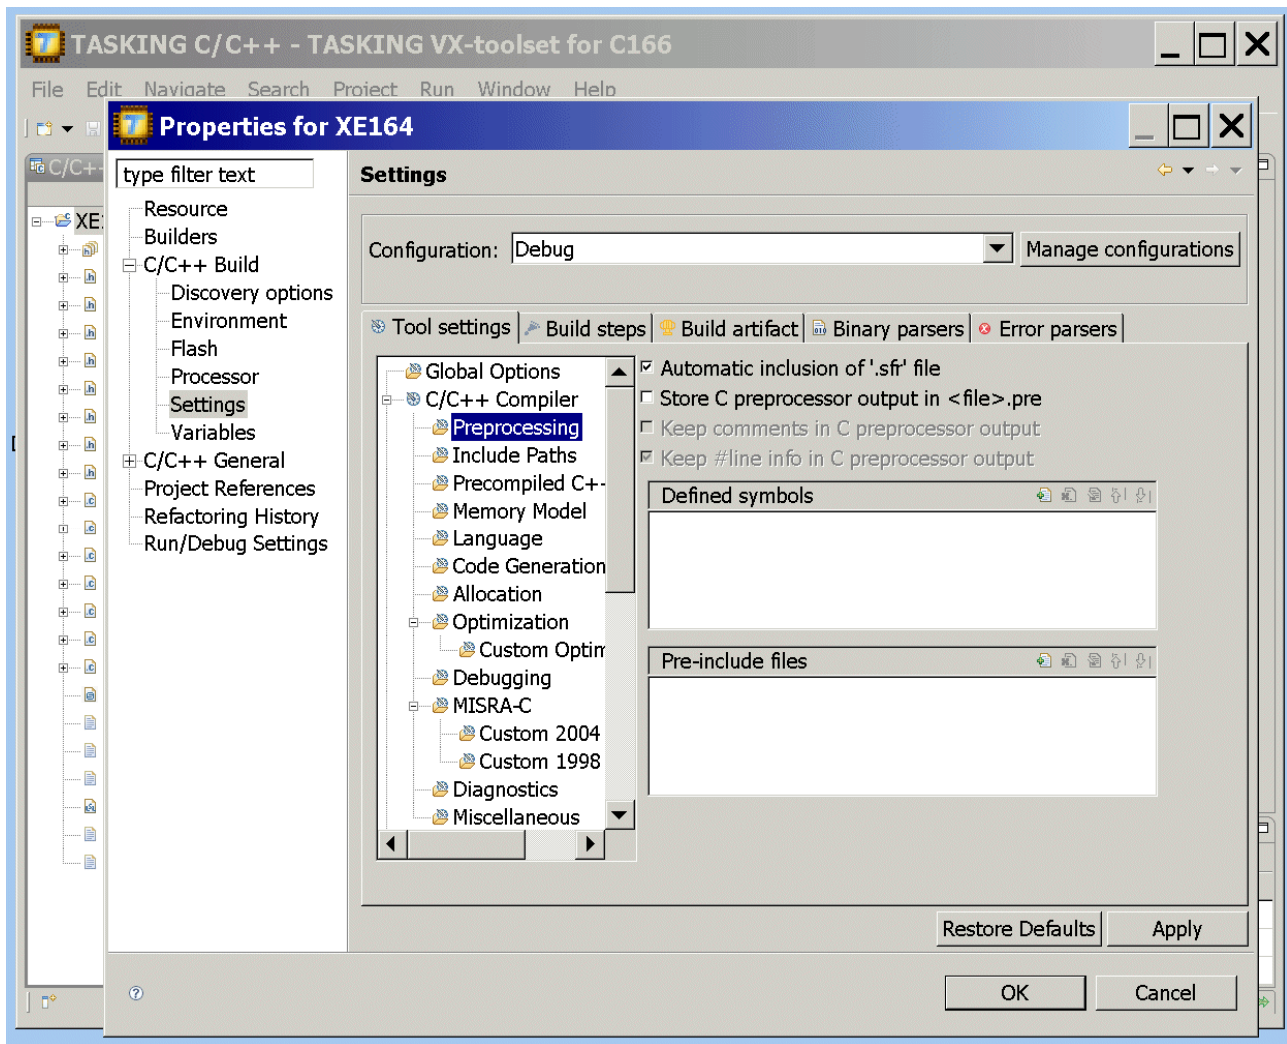 TASKING C/C++ - TASKING VX-toolset for C166
File Edit Navigate Search Project Run Window Help
Properties for XE164
C/C++
type filter text
Settings
Resource
Builders
C/C++ Build
Discovery options
Environment
Flash
Processor
Settings
Variables
C/C++ General
Project References
Refactoring History
Run/Debug Settings
XE1
Configuration: Debug Manage configurations
Tool settings Build steps Build artifact Binary parsers Error parsers
Global Options
C/C++ Compiler
Preprocessing
Include Paths
Precompiled C+-
Memory Model
Language
Code Generation
Allocation
Optimization
Custom Optim
Debugging
MISRA-C
Custom 2004
Custom 1998
Diagnostics
Miscellaneous
Automatic inclusion of '.sfr' file
Store C preprocessor output in <file>.pre
Keep comments in C preprocessor output
Keep #line info in C preprocessor output
Defined symbols
Pre-include files
Restore Defaults Apply
OK Cancel